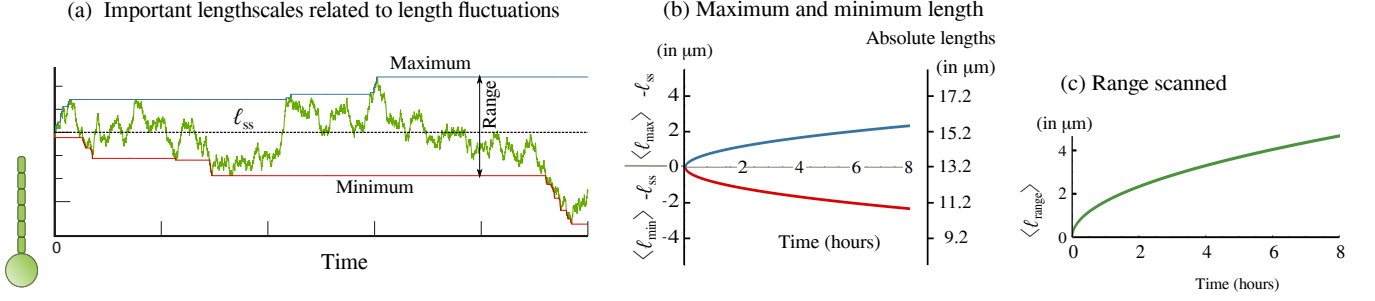 (a) Important lengthscales related to length fluctuations
Maximum
Range
ℓss
Minimum
0
Time
(b) Maximum and minimum length
Absolute lengths
(in μm)
(in μm)
⟨ℓmax⟩ -ℓss
⟨ℓmin⟩ -ℓss
4
2
0
-2
-4
2 4 6 8
17.2
15.2
13.2
11.2
9.2
Time (hours)
(c) Range scanned
(in μm)
⟨ℓrange⟩
4
2
0
0 2 4 6 8
Time (hours)